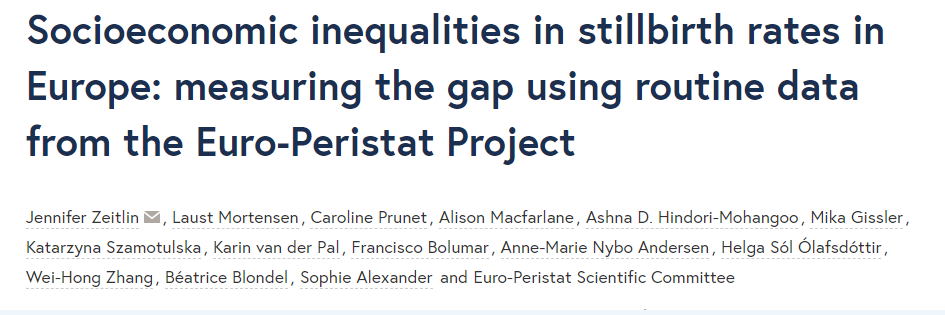 Socioeconomic inequalities in stillbirth rates in
Europe: measuring the gap using routine data
from the Euro-Peristat Project
Jennifer Zeitlin, Laust Mortensen, Caroline Prunet, Alison Macfarlane, Ashna D. Hindori-Mohangoo, Mika Gissler,
Katarzyna Szamotulska, Karin van der Pal, Francisco Bolumar, Anne-Marie Nybo Andersen, Helga Sól Ólafsdóttir,
Wei-Hong Zhang, Béatrice Blondel, Sophie Alexander and Euro-Peristat Scientific Committee